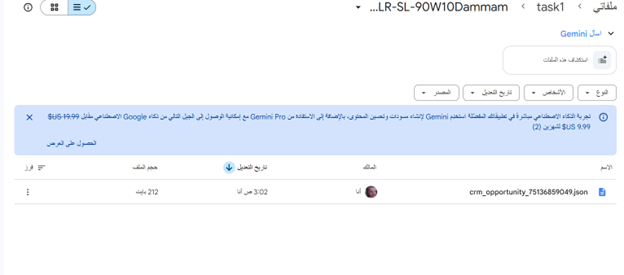 ملفاتي > task1 > ...LR-SL-90W10Dammam
اسأل Gemini
استكشاف هذه الملفات
النوع الأشخاص تاريخ التعديل المصدر
تجربة الذكاء الاصطناعي مباشرة في تطبيقاتك المفضلة استخدم Gemini لإنشاء مسودات وتحسين المحتوى، بالإضافة إلى الاستفادة من Gemini Pro مع إمكانية الوصول إلى الجيل التالي من ذكاء Google الاصطناعي مقابل 19.99 US$
9.99 US$ لشهرين (2)
الحصول على العرض
الاسم المالك تاريخ التعديل حجم الملف فرز
crm_opportunity_75136859049.json أنا 3:02 ص أنا 212 بايت